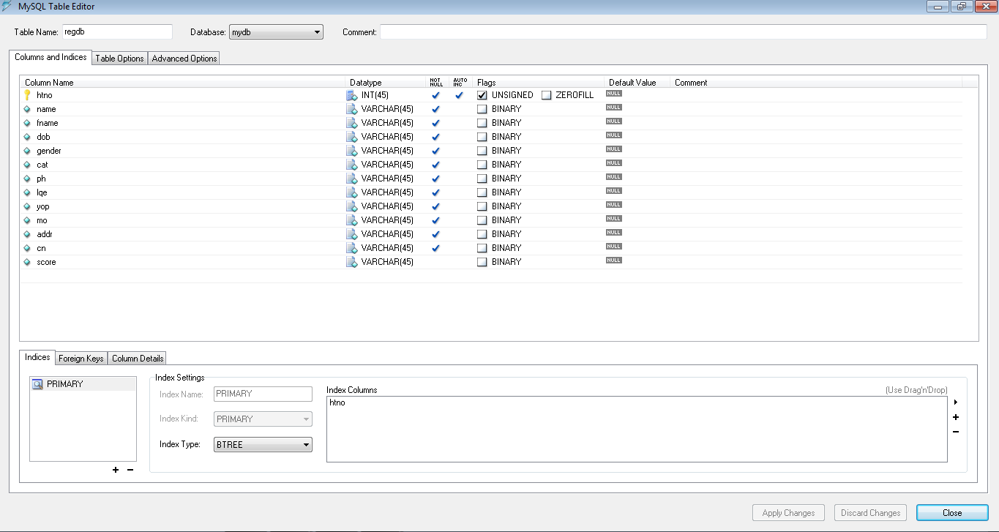 MySQL Table Editor
Table Name: regdb Database: mydb Comment:
Columns and Indices Table Options Advanced Options
Column Name Datatype NOT NULL AUTO INC Flags Default Value Comment
htno INT(45) UNSIGNED ZEROFILL NULL
name VARCHAR(45) BINARY NULL
fname VARCHAR(45) BINARY NULL
dob VARCHAR(45) BINARY NULL
gender VARCHAR(45) BINARY NULL
cat VARCHAR(45) BINARY NULL
ph VARCHAR(45) BINARY NULL
lqe VARCHAR(45) BINARY NULL
yop VARCHAR(45) BINARY NULL
mo VARCHAR(45) BINARY NULL
addr VARCHAR(45) BINARY NULL
cn VARCHAR(45) BINARY NULL
score VARCHAR(45) BINARY NULL
Indices Foreign Keys Column Details
PRIMARY
Index Settings
Index Name: PRIMARY
Index Kind: PRIMARY
Index Type: BTREE
Index Columns (Use Drag'n'Drop)
htno
Apply Changes Discard Changes Close